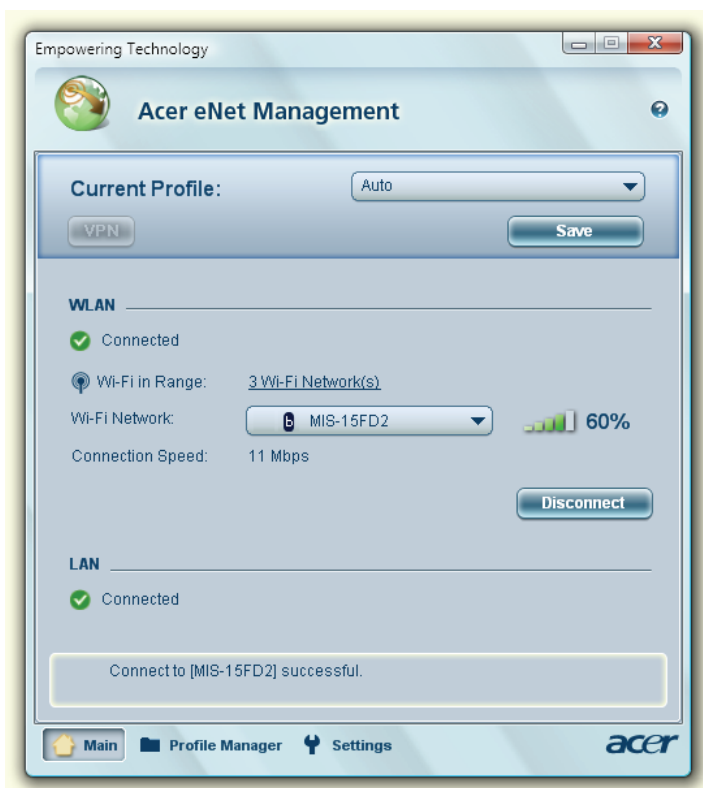 Empowering Technology
Acer eNet Management
Current Profile:
Auto
VPN
Save
WLAN
Connected
Wi-Fi in Range:
3 Wi-Fi Network(s)
Wi-Fi Network:
b MIS-15FD2
60%
Connection Speed:
11 Mbps
Disconnect
LAN
Connected
Connect to [MIS-15FD2] successful.
Main
Profile Manager
Settings
acer